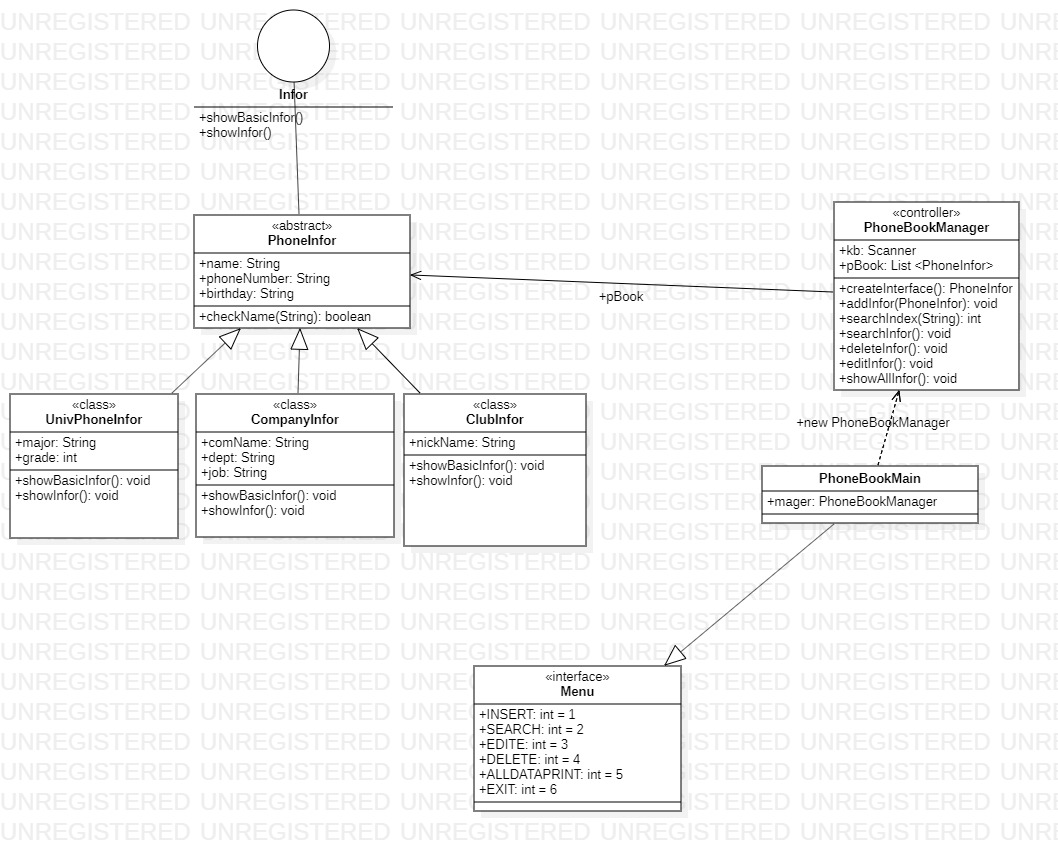 Infor
+showBasicInfor()
+showInfor()
«abstract»
PhoneInfor
+name: String
+phoneNumber: String
+birthday: String
+checkName(String): boolean
+pBook
«controller»
PhoneBookManager
+kb: Scanner
+pBook: List <PhoneInfor>
+createInterface(): PhoneInfor
+addInfor(PhoneInfor): void
+searchIndex(String): int
+searchInfor(): void
+deleteInfor(): void
+editInfor(): void
+showAllInfor(): void
«class»
UnivPhoneInfor
+major: String
+grade: int
+showBasicInfor(): void
+showInfor(): void
«class»
CompanyInfor
+comName: String
+dept: String
+job: String
+showBasicInfor(): void
+showInfor(): void
«class»
ClubInfor
+nickName: String
+showBasicInfor(): void
+showInfor(): void
+new PhoneBookManager
PhoneBookMain
+mager: PhoneBookManager
«interface»
Menu
+INSERT: int = 1
+SEARCH: int = 2
+EDITE: int = 3
+DELETE: int = 4
+ALLDATAPRINT: int = 5
+EXIT: int = 6
UNREGISTERED